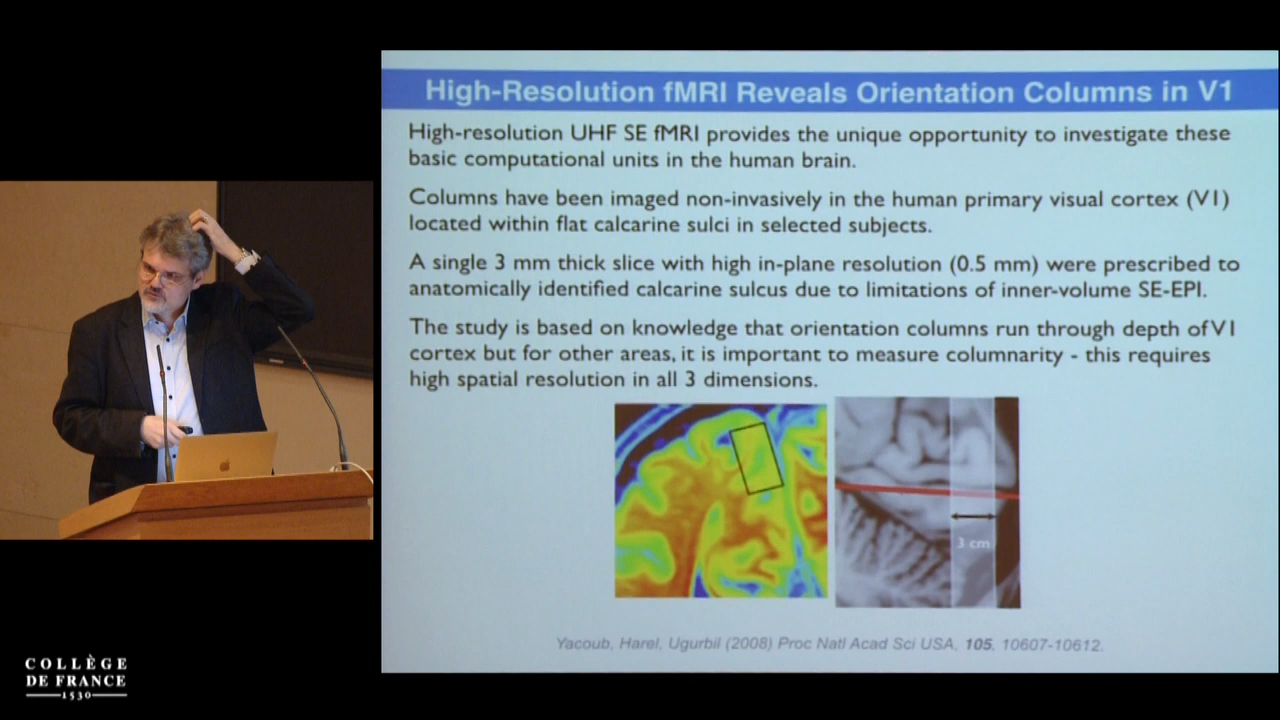 High-Resolution fMRI Reveals Orientation Columns in V1
High-resolution UHF SE fMRI provides the unique opportunity to investigate these
basic computational units in the human brain.
Columns have been imaged non-invasively in the human primary visual cortex (V1)
located within flat calcarine sulci in selected subjects.
A single 3 mm thick slice with high in-plane resolution (0.5 mm) were prescribed to
anatomically identified calcarine sulcus due to limitations of inner-volume SE-EPI.
The study is based on knowledge that orientation columns run through depth of V1
cortex but for other areas, it is important to measure columnarity - this requires
high spatial resolution in all 3 dimensions.
3 cm
Yacoub, Harel, Ugurbil (2008) Proc Natl Acad Sci USA, 105, 10607-10612.
COLLÈGE
DE FRANCE
1530